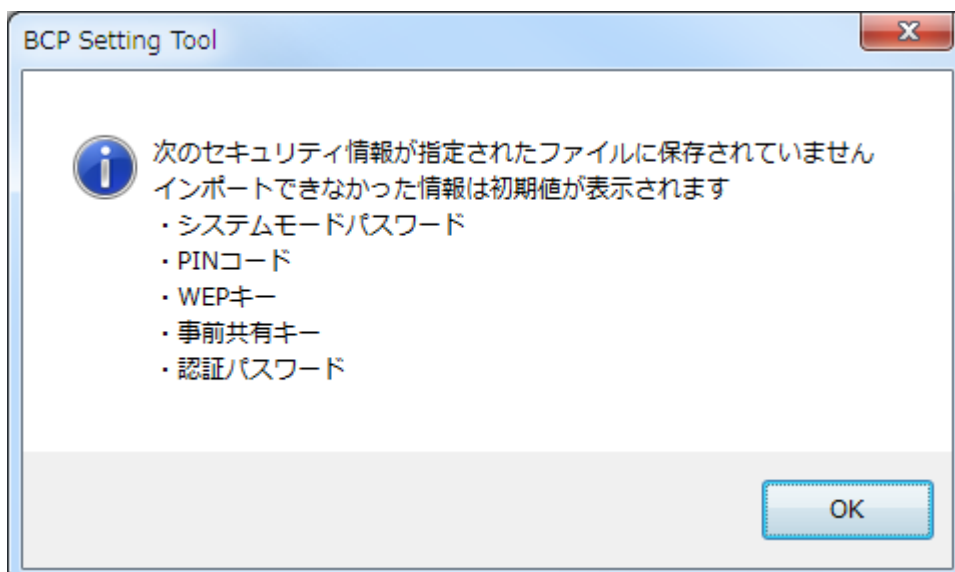 BCP Setting Tool
次のセキュリティ情報が指定されたファイルに保存されていません
インポートできなかった情報は初期値が表示されます
・システムモードパスワード
・PINコード
・WEPキー
・事前共有キー
・認証パスワード
OK